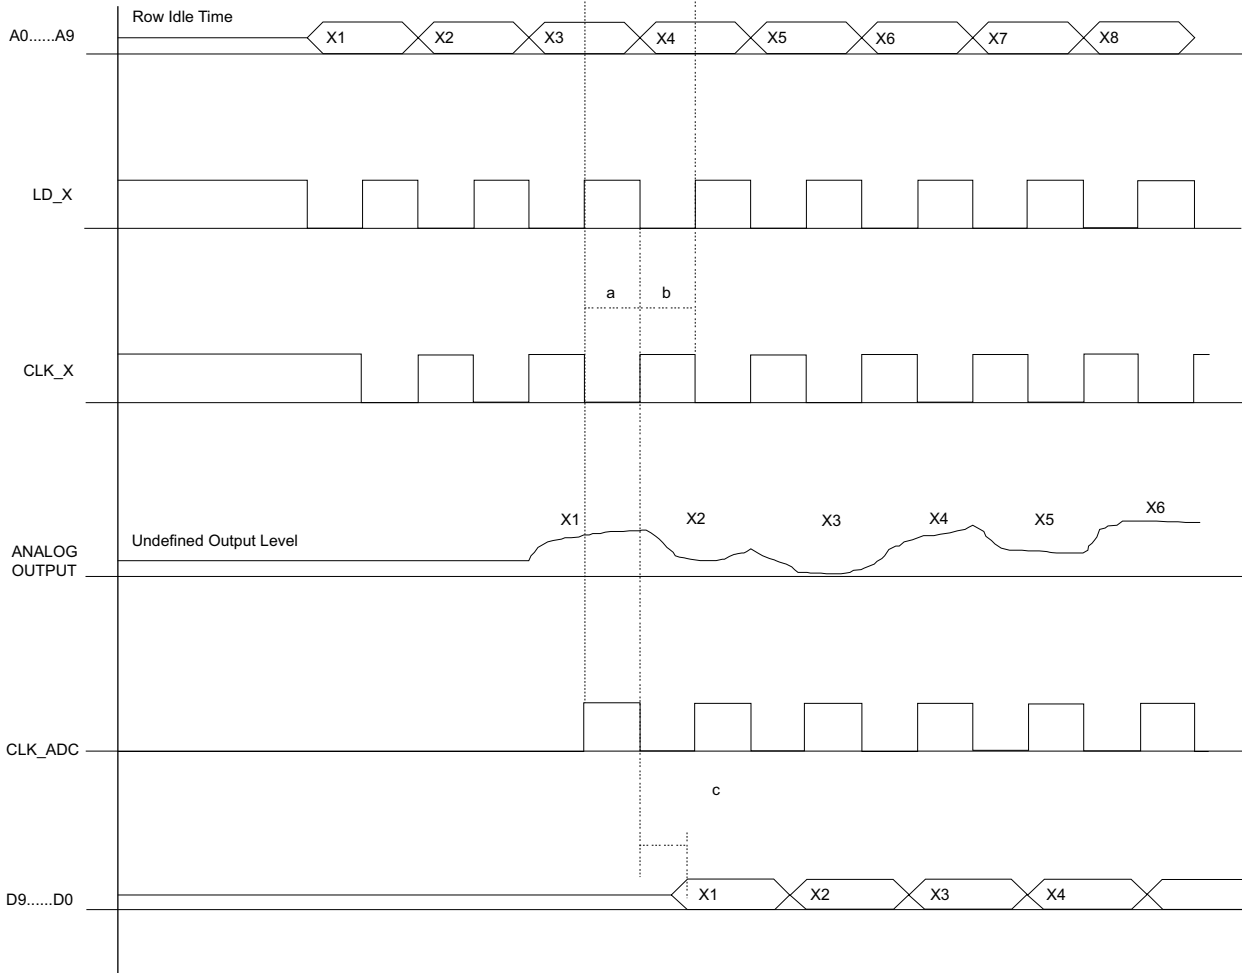 Row Idle Time
A0......A9
X1 X2 X3 X4 X5 X6 X7 X8
LD_X
a b
CLK_X
X1 X2 X3 X4 X5 X6
Undefined Output Level
ANALOG
OUTPUT
CLK_ADC
c
D9......D0
X1 X2 X3 X4